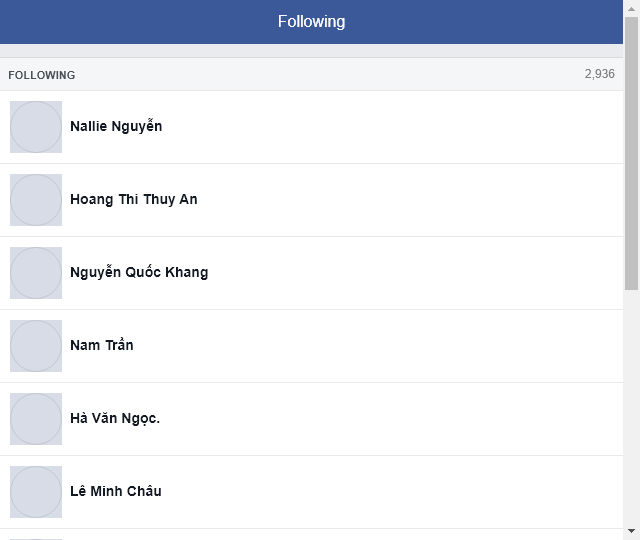 Following
FOLLOWING 2,936
Nallie Nguyễn
Hoang Thi Thuy An
Nguyễn Quốc Khang
Nam Trần
Hà Văn Ngọc.
Lê Minh Châu